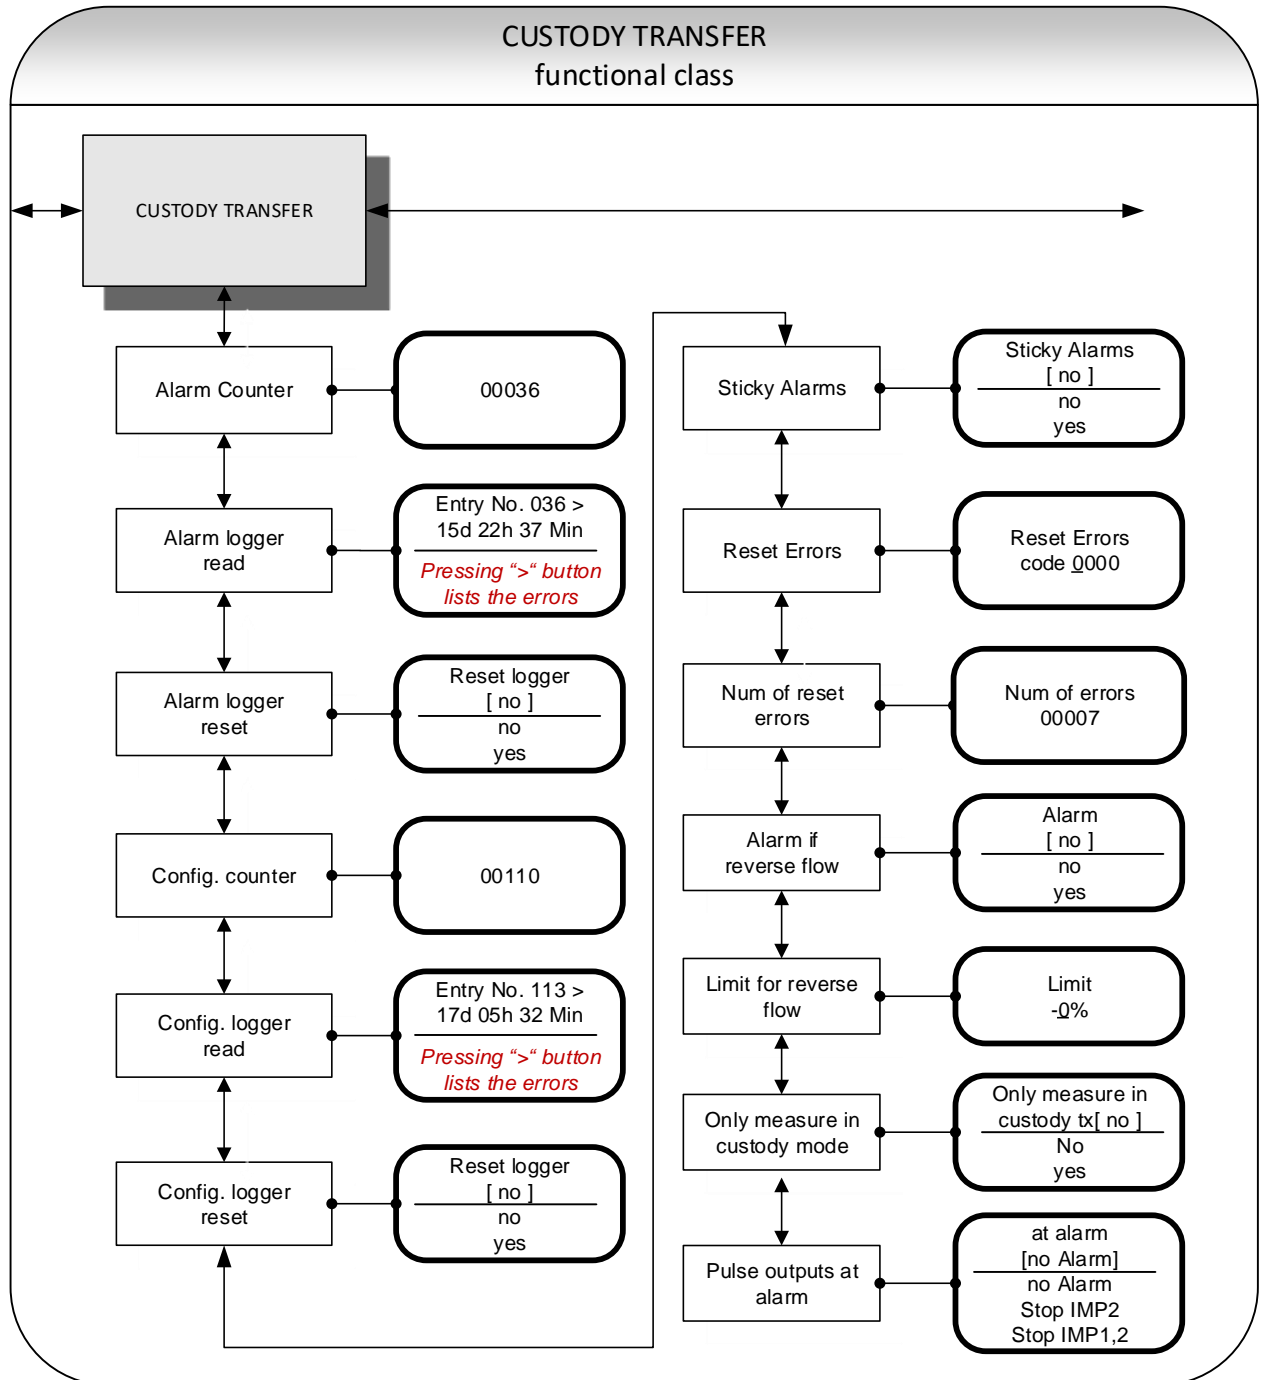 CUSTODY TRANSFER
functional class
CUSTODY TRANSFER
Alarm Counter
00036
Alarm logger
read
Entry No. 036 >
15d 22h 37 Min
Pressing “>“ button
lists the errors
Alarm logger
reset
Reset logger
[ no ]
no
yes
Config. counter
00110
Config. logger
read
Entry No. 113 >
17d 05h 32 Min
Pressing “>“ button
lists the errors
Config. logger
reset
Reset logger
[ no ]
no
yes
Sticky Alarms
Sticky Alarms
[ no ]
no
yes
Reset Errors
Reset Errors
code 0000
Num of reset
errors
Num of errors
00007
Alarm if
reverse flow
Alarm
[ no ]
no
yes
Limit for reverse
flow
Limit
-0%
Only measure in
custody mode
Only measure in
custody tx[ no ]
No
yes
Pulse outputs at
alarm
at alarm
[no Alarm]
no Alarm
Stop IMP2
Stop IMP1,2